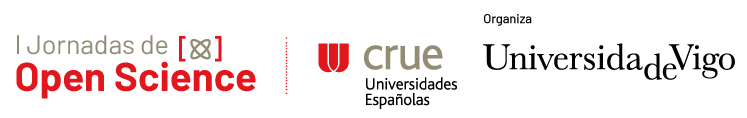 I Jornadas de
Open Science
crue
Universidades
Españolas
Organiza
UniversidadeVigo